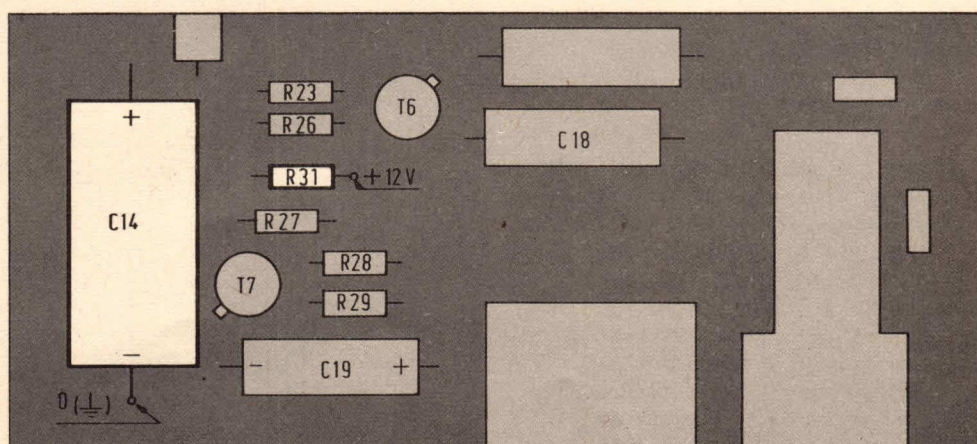 R23
T6
R26
C18
+
R31
+12V
C14
R27
R28
T7
R29
−
- C19 +
0 (⏚)